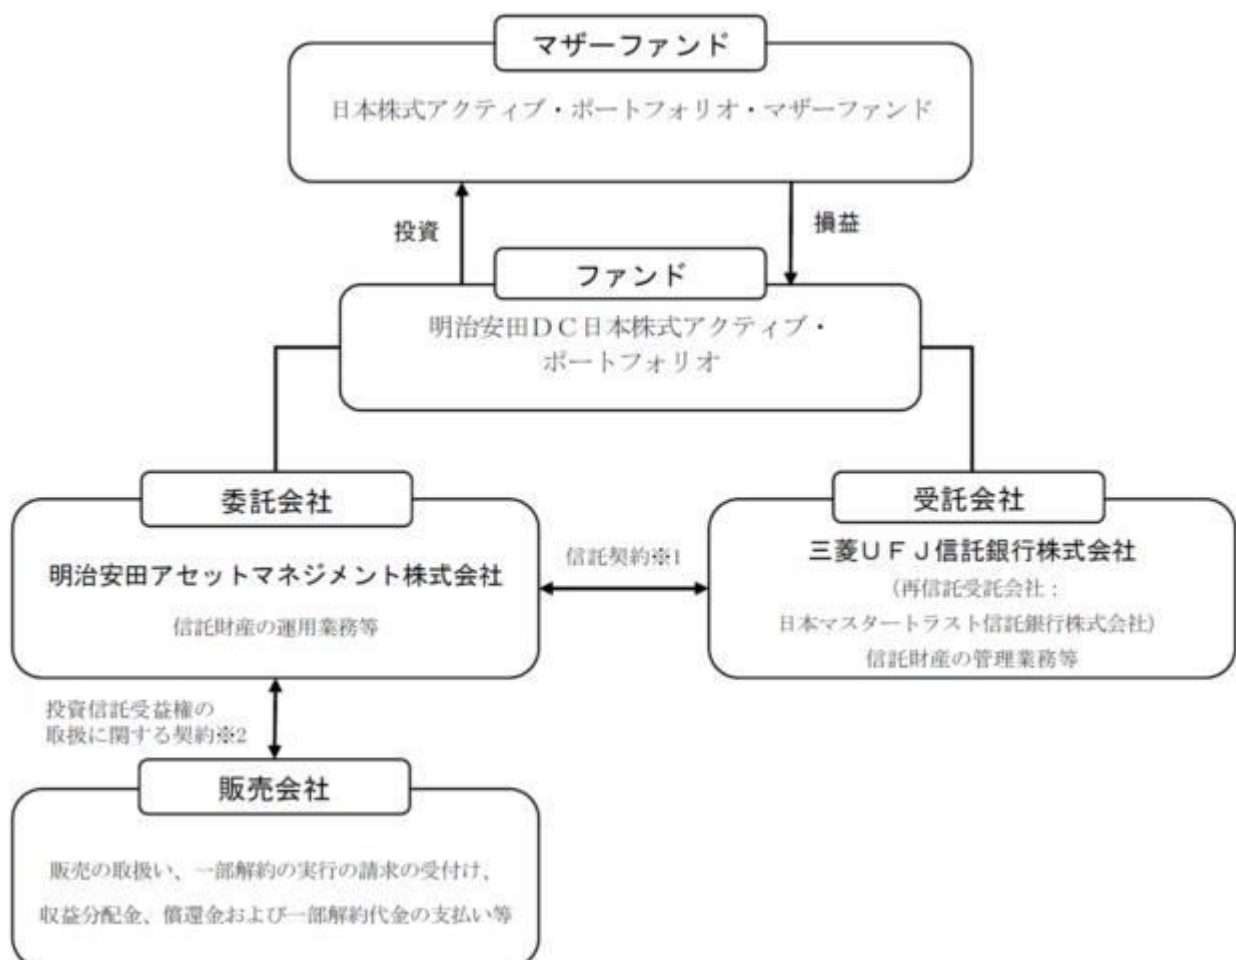 マザーファンド
日本株式アクティブ・ポートフォリオ・マザーファンド
投資
損益
ファンド
明治安田DC日本株式アクティブ・
ポートフォリオ
委託会社
明治安田アセットマネジメント株式会社
信託財産の運用業務等
信託契約※1
受託会社
三菱UFJ信託銀行株式会社
(再信託受託会社：
日本マスタートラスト信託銀行株式会社)
信託財産の管理業務等
投資信託受益権の
取扱に関する契約※2
販売会社
販売の取扱い、一部解約の実行の請求の受付け、
収益分配金、償還金および一部解約代金の支払い等